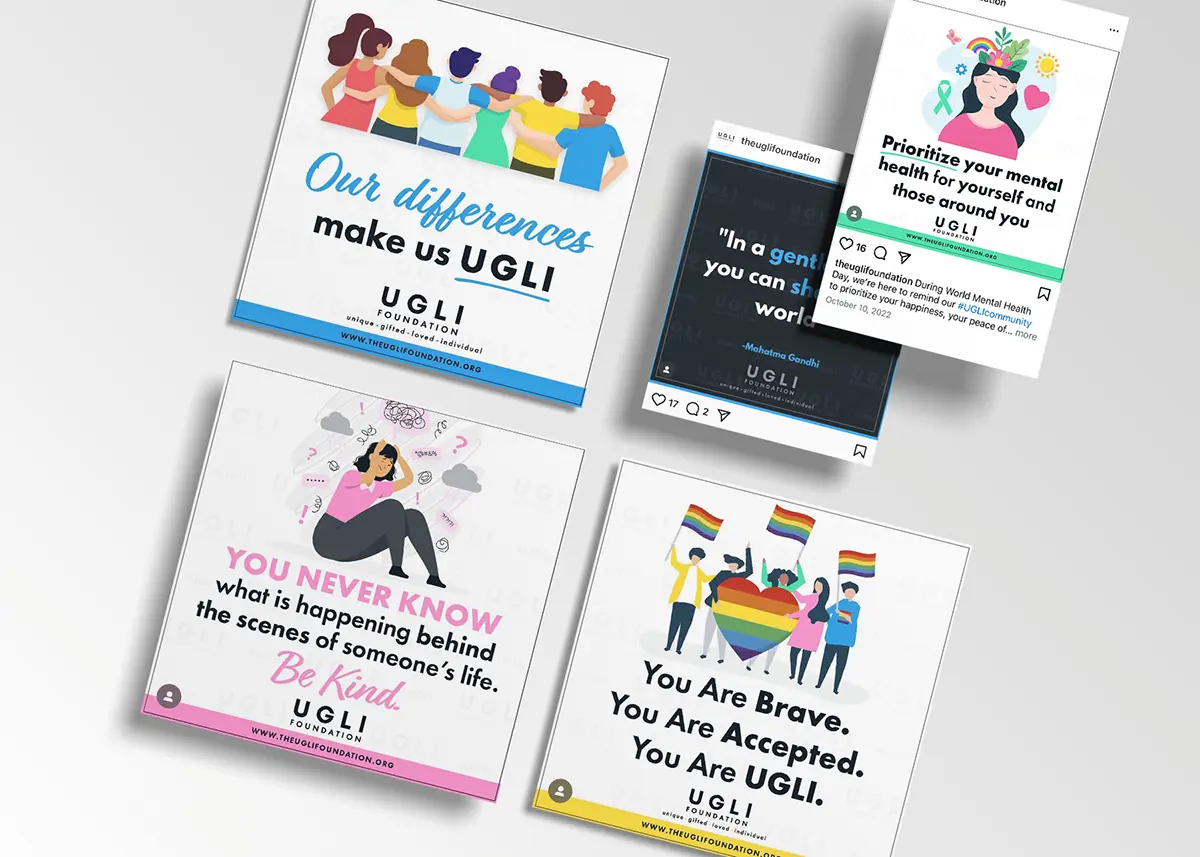 Our differences
make us UGLI
UGLI
FOUNDATION
unique - gifted - loved - individual
WWW.THEUGLIFOUNDATION.ORG
UGLI
theuglifoundation
"In a
you can
-Mahatma Gandhi
UGLI
FOUNDATION
unique - gifted - loved - individual
17
2
Prioritize your mental
health for yourself and
those around you
UGLI
FOUNDATION
WWW.THEUGLIFOUNDATION.ORG
16
theuglifoundation During World Mental Health
Day, we're here to remind our #UGLIcommunity
to prioritize your happiness, your peace of... more
October 10, 2022
YOU NEVER KNOW
what is happening behind
the scenes of someone's life.
Be Kind.
UGLI
FOUNDATION
WWW.THEUGLIFOUNDATION.ORG
You Are Brave.
You Are Accepted.
You Are UGLI.
UGLI
FOUNDATION
unique - gifted - loved - individual
WWW.THEUGLIFOUNDATION.ORG